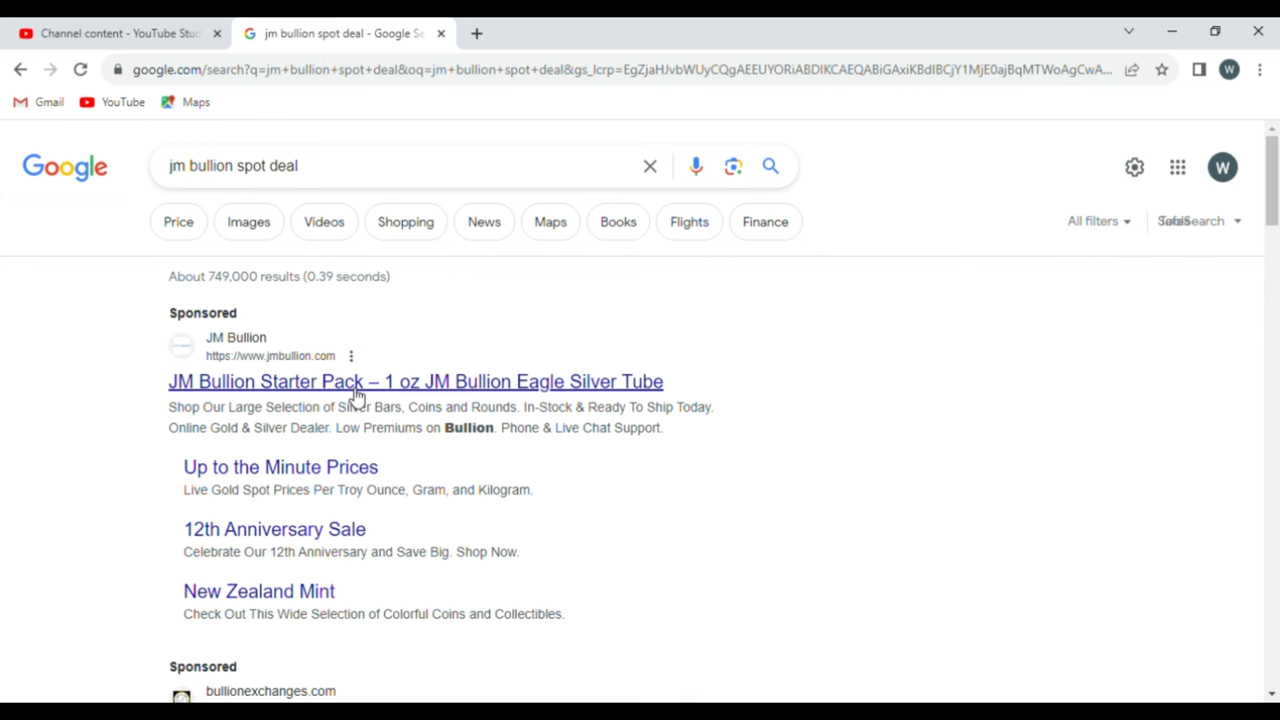 Channel content - YouTube Stu
jm bullion spot deal - Google Se
google.com/search?q=jm+bullion+spot+deal&oq=jm+bullion+spot+deal&gs_lcrp=EgZjaHJvbWUyCQgAEEUYORiABDIKCAEQABiGAxiKBdIBCjY1MjE0ajBqMTWoAgCwA...
W
Gmail
YouTube
Maps
Google
jm bullion spot deal
W
Price
Images
Videos
Shopping
News
Maps
Books
Flights
Finance
All filters
About 749,000 results (0.39 seconds)
Sponsored
JM Bullion
https://www.jmbullion.com
JM Bullion Starter Pack – 1 oz JM Bullion Eagle Silver Tube
Shop Our Large Selection of Silver Bars, Coins and Rounds. In-Stock & Ready To Ship Today.
Online Gold & Silver Dealer. Low Premiums on Bullion. Phone & Live Chat Support.
Up to the Minute Prices
Live Gold Spot Prices Per Troy Ounce, Gram, and Kilogram.
12th Anniversary Sale
Celebrate Our 12th Anniversary and Save Big. Shop Now.
New Zealand Mint
Check Out This Wide Selection of Colorful Coins and Collectibles.
Sponsored
bullionexchanges.com